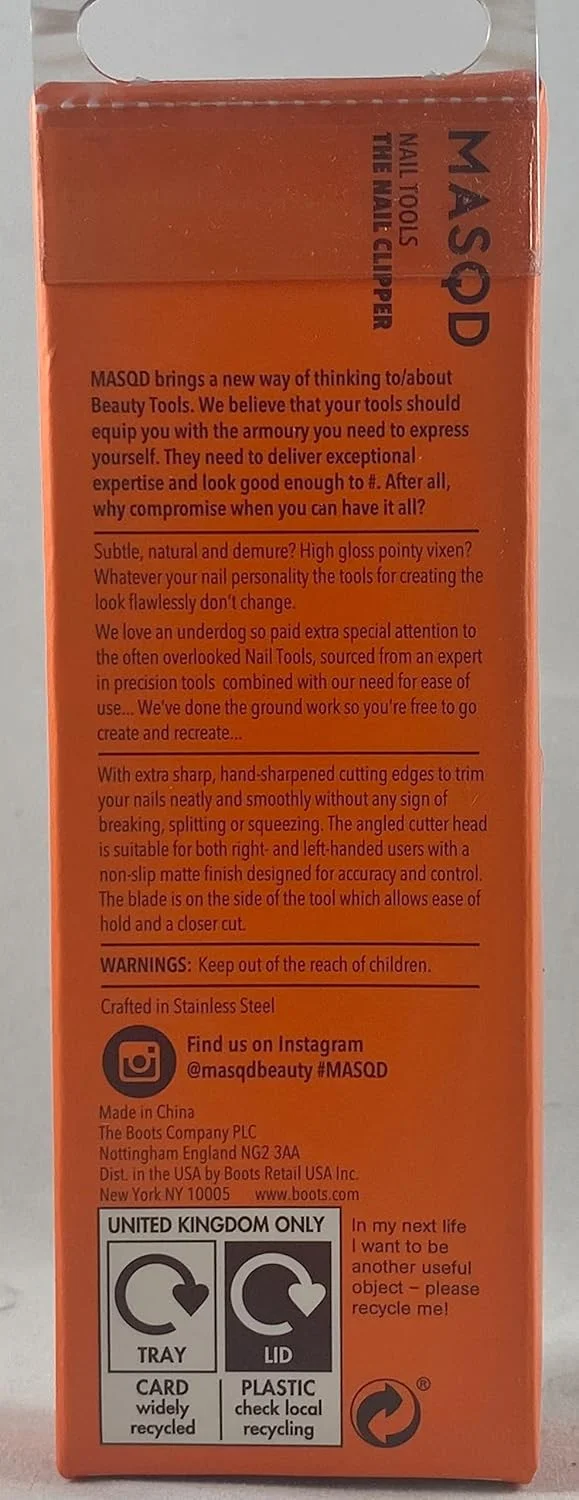 MASQD
NAIL TOOLS
THE NAIL CLIPPER
MASQD brings a new way of thinking to/about
Beauty Tools. We believe that your tools should
equip you with the armoury you need to express
yourself. They need to deliver exceptional
expertise and look good enough to #. After all,
why compromise when you can have it all?
Subtle, natural and demure? High gloss pointy vixen?
Whatever your nail personality the tools for creating the
look flawlessly don't change.
We love an underdog so paid extra special attention to
the often overlooked Nail Tools, sourced from an expert
in precision tools combined with our need for ease of
use... We've done the ground work so you're free to go
create and recreate...
With extra sharp, hand-sharpened cutting edges to trim
your nails neatly and smoothly without any sign of
breaking, splitting or squeezing. The angled cutter head
is suitable for both right- and left-handed users with a
non-slip matte finish designed for accuracy and control.
The blade is on the side of the tool which allows ease of
hold and a closer cut.
WARNINGS: Keep out of the reach of children.
Crafted in Stainless Steel
Find us on Instagram
@masqdbeauty #MASQD
Made in China
The Boots Company PLC
Nottingham England NG2 3AA
Dist. in the USA by Boots Retail USA Inc.
New York NY 10005 www.boots.com
UNITED KINGDOM ONLY
TRAY
CARD
widely
recycled
LID
PLASTIC
check local
recycling
In my next life
I want to be
another useful
object – please
recycle me!
®